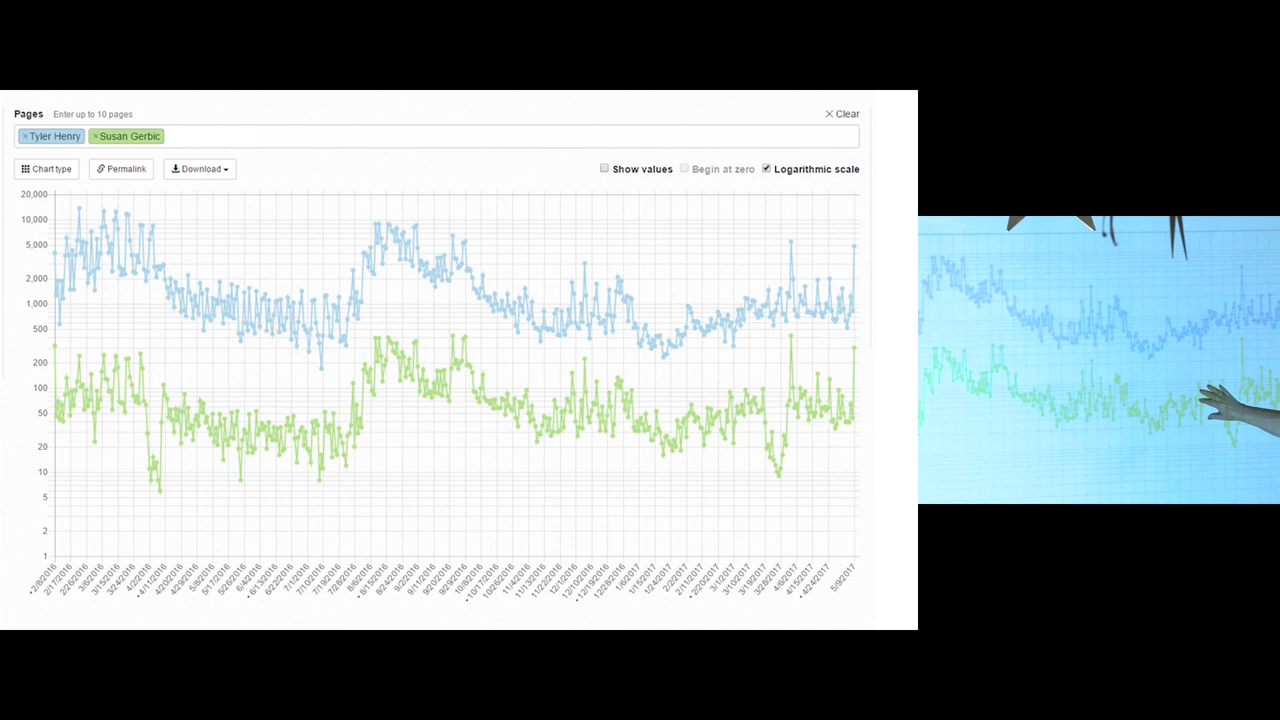 Pages Enter up to 10 pages
× Clear
× Tyler Henry × Susan Gerbic
Chart type Permalink Download
Show values Begin at zero Logarithmic scale
20,000
10,000
5,000
2,000
1,000
500
200
100
50
20
10
5
2
1
2/8/2016 2/17/2016 2/26/2016 3/6/2016 3/15/2016 3/24/2016 4/2/2016 4/11/2016 4/20/2016 4/29/2016 5/8/2016 5/17/2016 5/26/2016 6/4/2016 6/13/2016 6/22/2016 7/1/2016 7/10/2016 7/19/2016 7/28/2016 8/6/2016 8/15/2016 8/24/2016 9/2/2016 9/11/2016 9/20/2016 9/29/2016 10/8/2016 10/17/2016 10/26/2016 11/4/2016 11/13/2016 11/22/2016 12/1/2016 12/10/2016 12/19/2016 12/28/2016 1/6/2017 1/15/2017 1/24/2017 2/2/2017 2/11/2017 2/20/2017 3/1/2017 3/10/2017 3/19/2017 3/28/2017 4/6/2017 4/15/2017 4/24/2017 5/9/2017